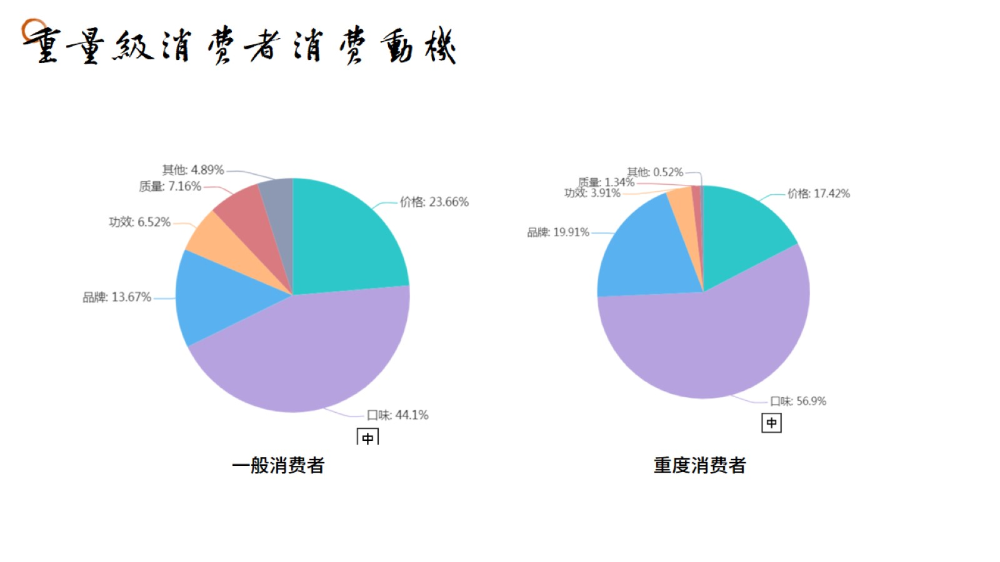 重量級消費者消費動機
其他: 4.89%
质量: 7.16%
功效: 6.52%
品牌: 13.67%
价格: 23.66%
口味: 44.1%
中
一般消费者
其他: 0.52%
质量: 1.34%
功效: 3.91%
品牌: 19.91%
价格: 17.42%
口味: 56.9%
中
重度消费者